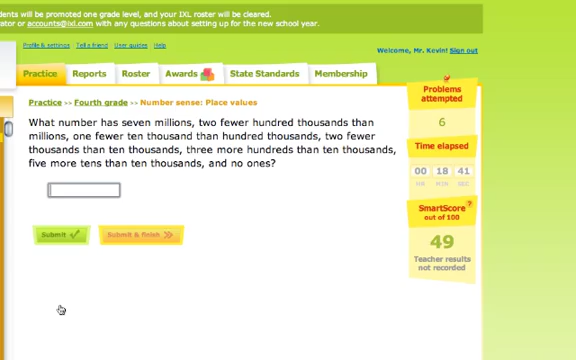 dents will be promoted one grade level, and your IXL roster will be cleared.
ator or accounts@ixl.com with any questions about setting up for the new school year.
Profile & settings Tell a friend User guides Help
Welcome, Mr. Kevin! Sign out
Practice Reports Roster Awards State Standards Membership
Practice >> Fourth grade >> Number sense: Place values
What number has seven millions, two fewer hundred thousands than
millions, one fewer ten thousand than hundred thousands, two fewer
thousands than ten thousands, three more hundreds than ten thousands,
five more tens than ten thousands, and no ones?
Submit
Submit & finish
Problems
attempted
6
Time elapsed
00 18 41
HR MIN SEC
SmartScore
out of 100 ?
49
Teacher results
not recorded